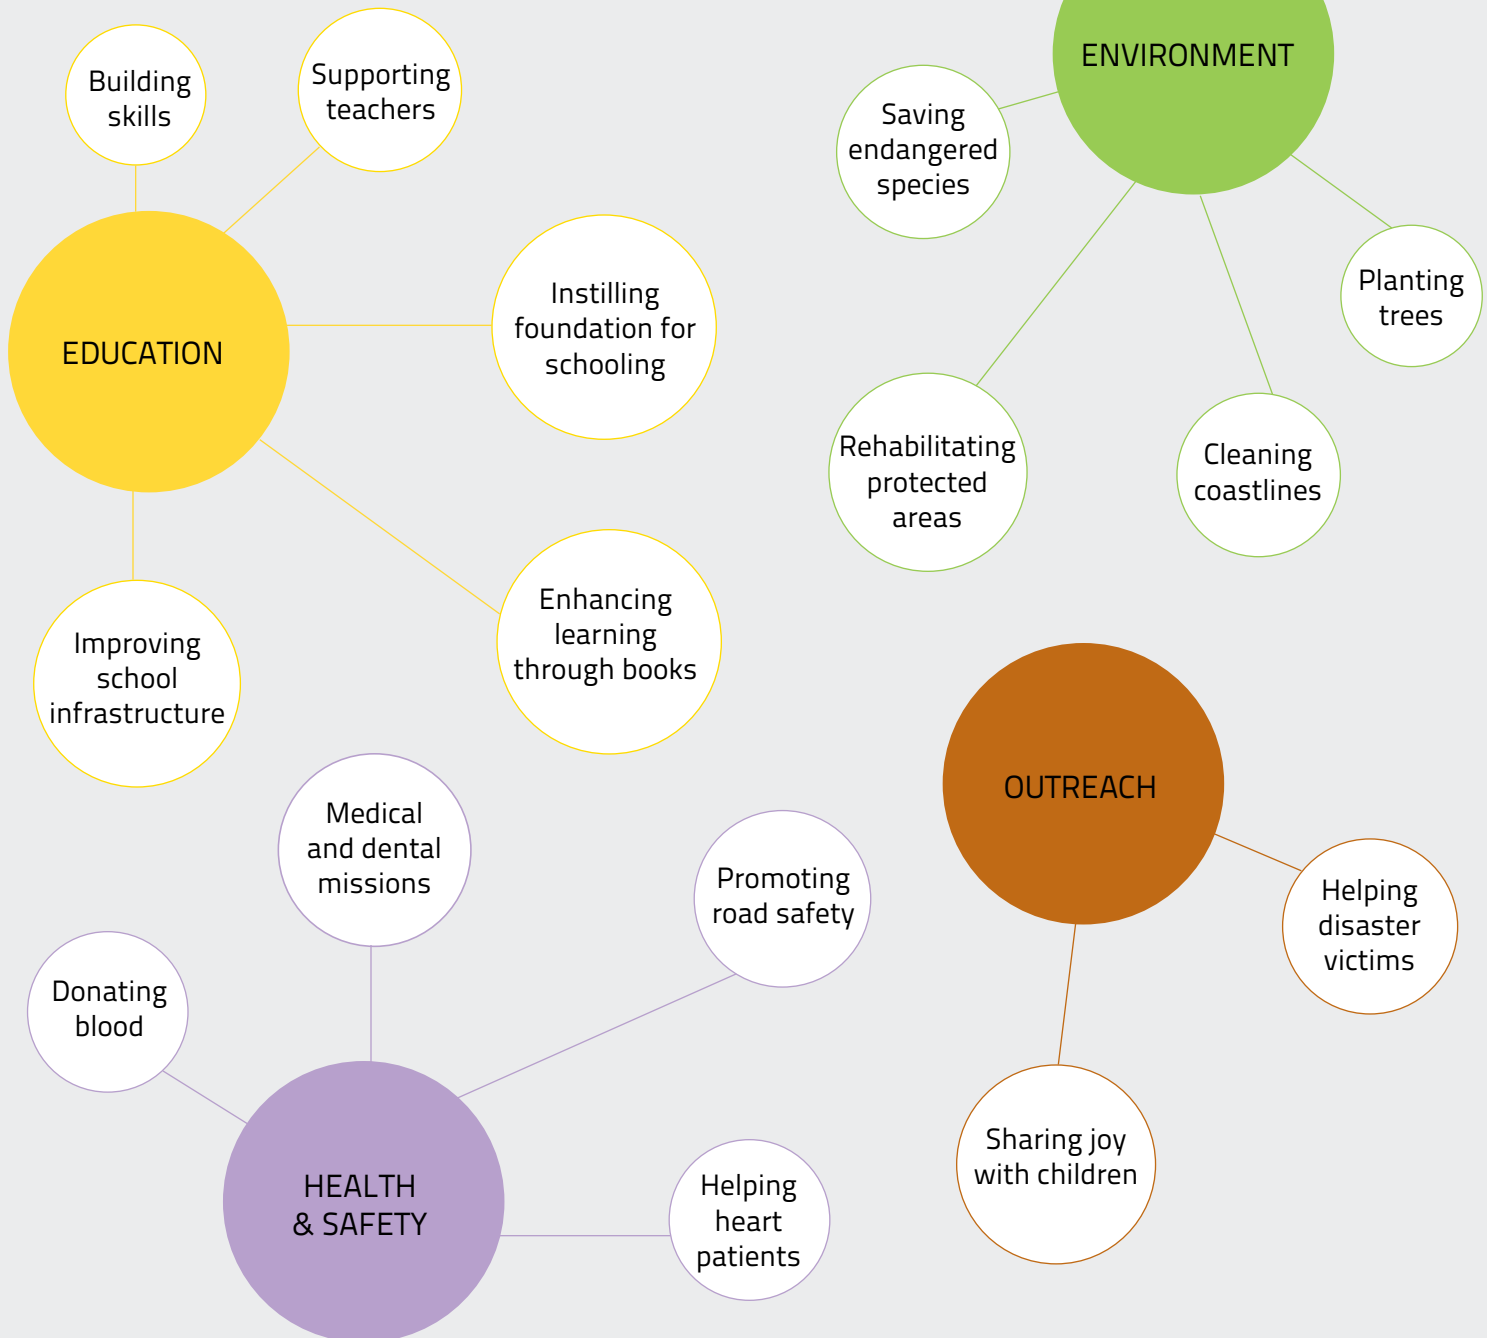 Building
skills
Supporting
teachers
EDUCATION
Instilling
foundation for
schooling
Improving
school
infrastructure
Enhancing
learning
through books
ENVIRONMENT
Saving
endangered
species
Planting
trees
Rehabilitating
protected
areas
Cleaning
coastlines
OUTREACH
Helping
disaster
victims
Sharing joy
with children
Medical
and dental
missions
Promoting
road safety
Donating
blood
HEALTH
& SAFETY
Helping
heart
patients